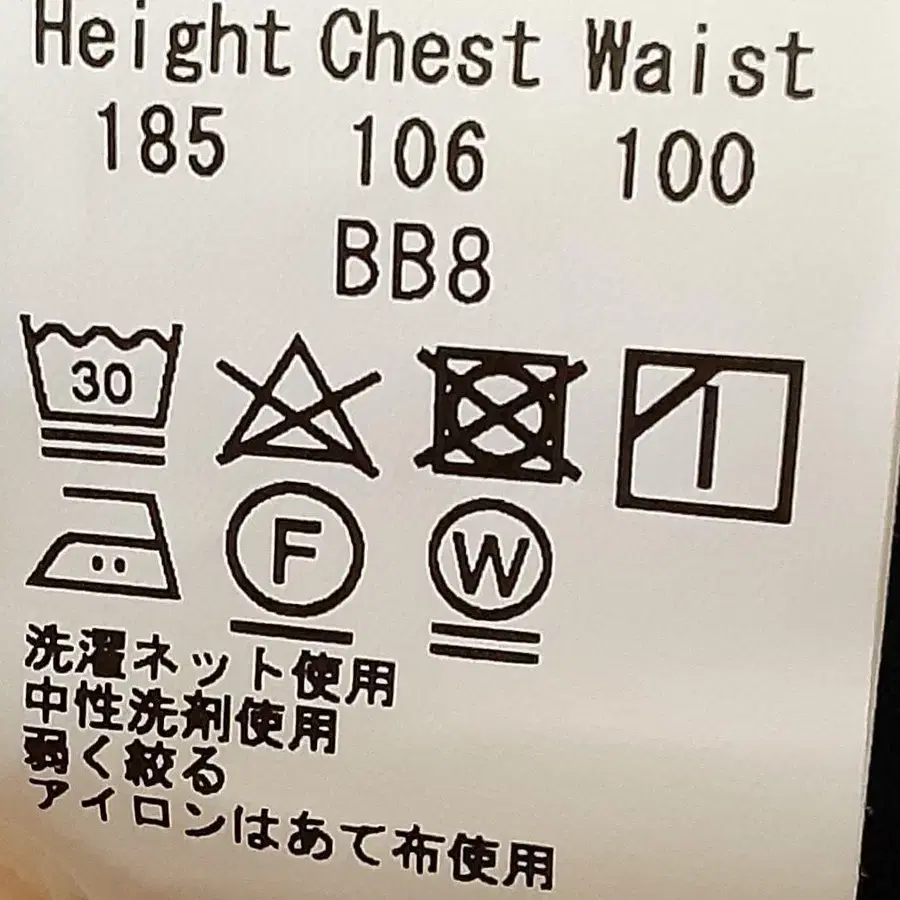 Height Chest Waist
185 106 100
BB8
30
F W
洗濯ネット使用
中性洗剤使用
弱く絞る
アイロンはあて布使用